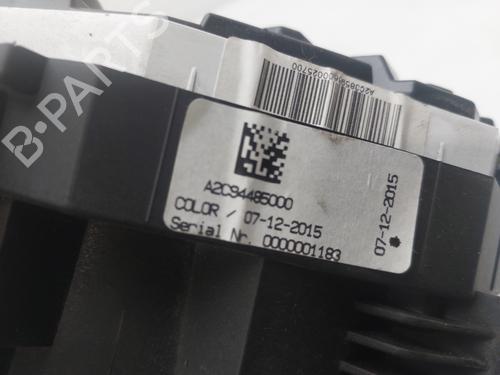 A2C94485000
COLOR / 07-12-2015
Serial Nr. 0000001183
07-12-2015
B-PARTS